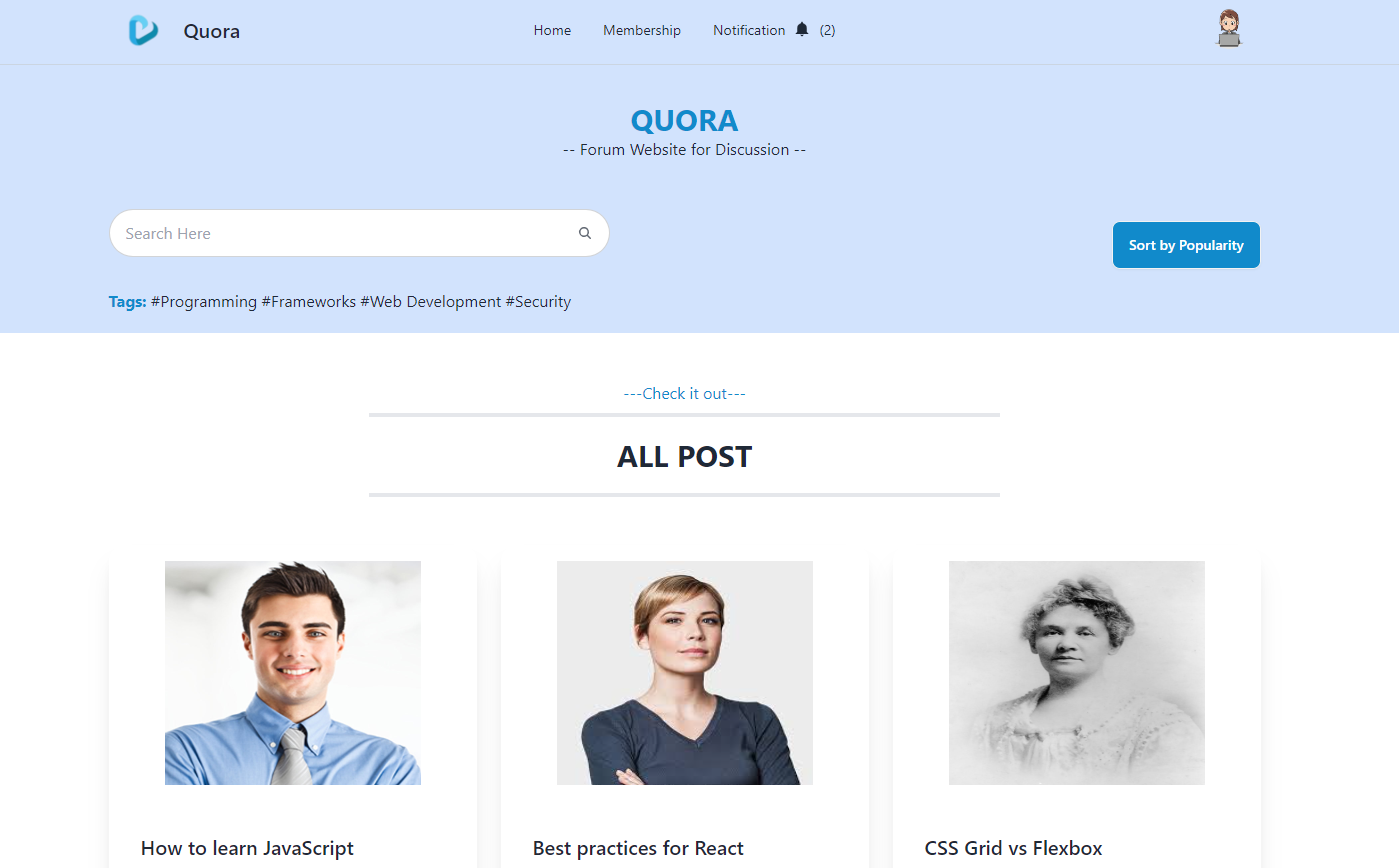 Quora
Home Membership Notification (2)
QUORA
-- Forum Website for Discussion --
Search Here
Sort by Popularity
Tags: #Programming #Frameworks #Web Development #Security
---Check it out---
ALL POST
How to learn JavaScript
Best practices for React
CSS Grid vs Flexbox